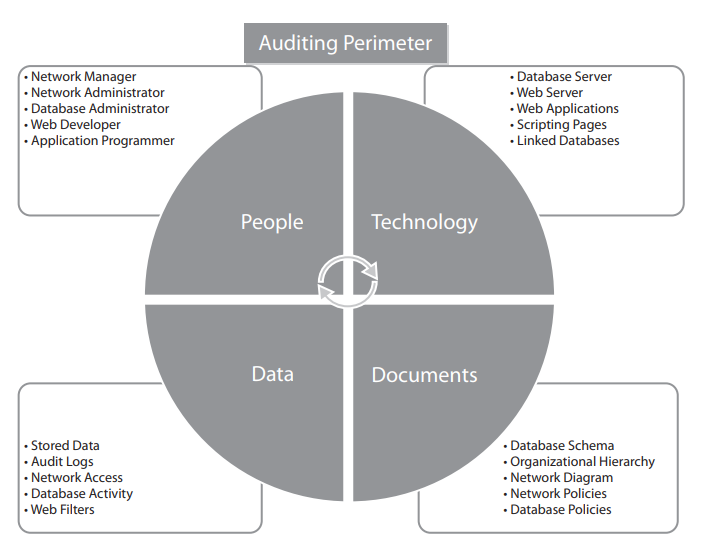 Auditing Perimeter
• Network Manager
• Network Administrator
• Database Administrator
• Web Developer
• Application Programmer
• Database Server
• Web Server
• Web Applications
• Scripting Pages
• Linked Databases
People
Technology
Data
Documents
• Stored Data
• Audit Logs
• Network Access
• Database Activity
• Web Filters
• Database Schema
• Organizational Hierarchy
• Network Diagram
• Network Policies
• Database Policies